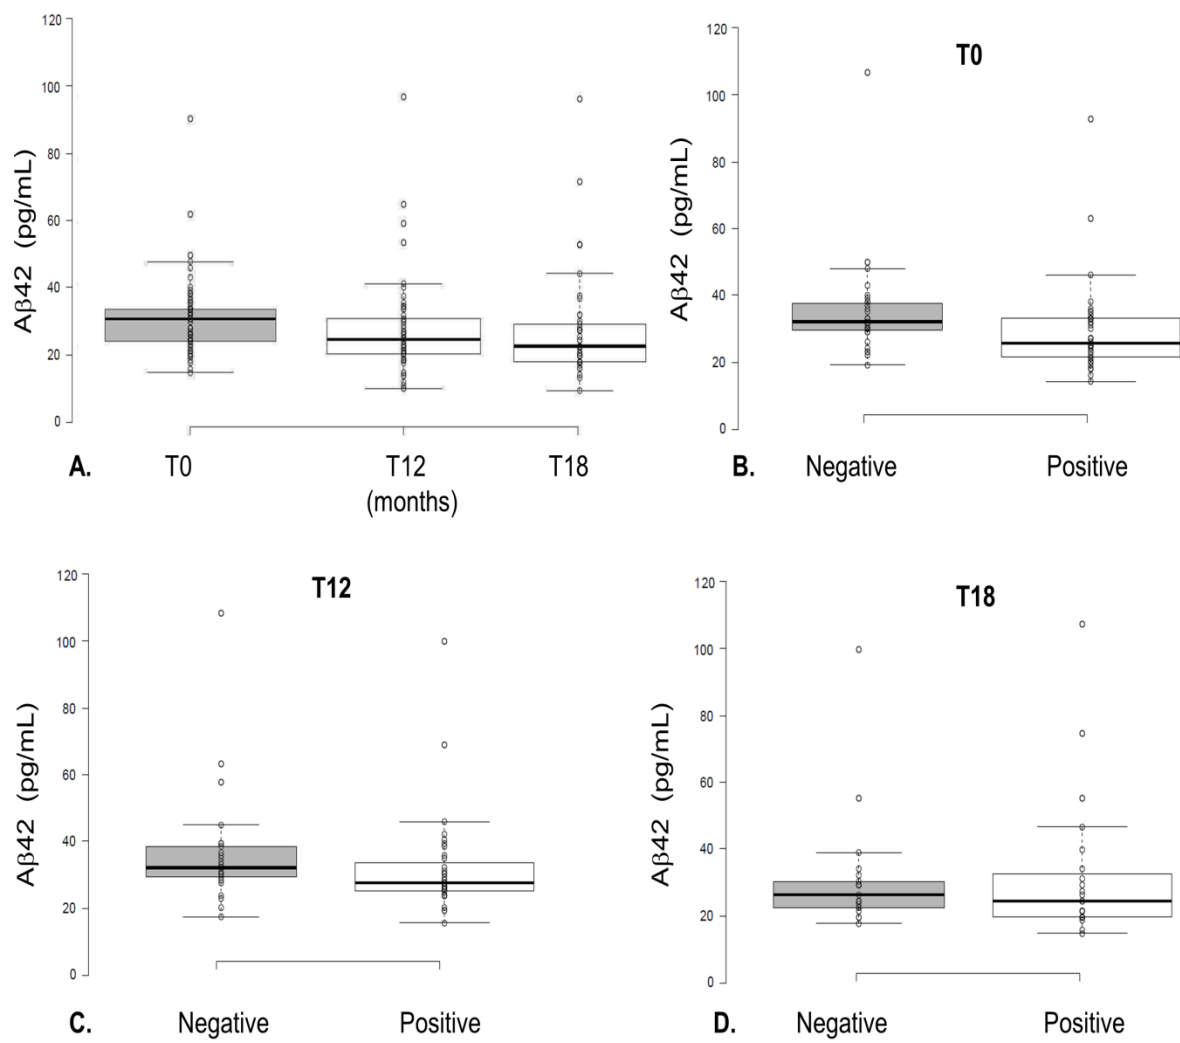 120
100
80
60
40
20
0
Aβ42 (pg/mL)
A.
T0
T12
T18
(months)
T0
120
100
80
60
40
20
0
Aβ42 (pg/mL)
B.
Negative
Positive
T12
120
100
80
60
40
20
0
Aβ42 (pg/mL)
C.
Negative
Positive
T18
120
100
80
60
40
20
0
Aβ42 (pg/mL)
D.
Negative
Positive